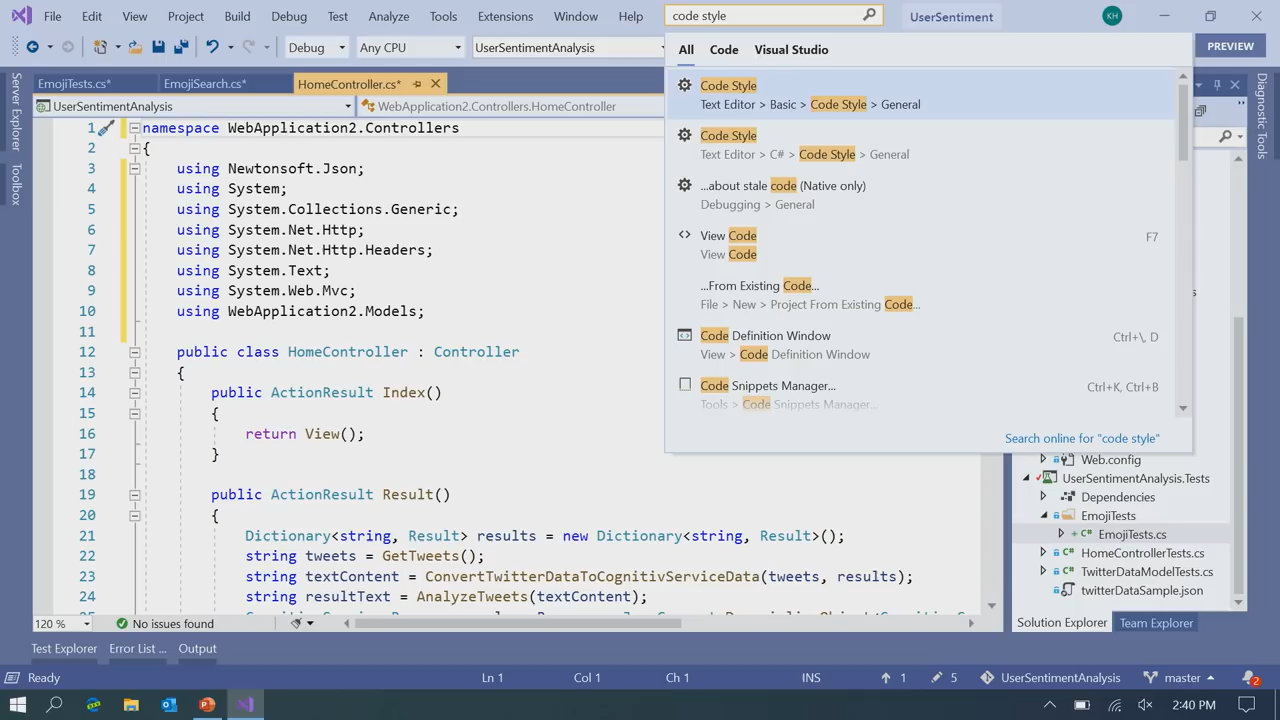 File Edit View Project Build Debug Test Analyze Tools Extensions Window Help code style UserSentiment KH
Debug Any CPU UserSentimentAnalysis PREVIEW
All Code Visual Studio
Code Style
Text Editor > Basic > Code Style > General
Code Style
Text Editor > C# > Code Style > General
...about stale code (Native only)
Debugging > General
View Code F7
View Code
...From Existing Code...
File > New > Project From Existing Code...
Code Definition Window Ctrl+\, D
View > Code Definition Window
Code Snippets Manager... Ctrl+K, Ctrl+B
Tools > Code Snippets Manager...
Search online for "code style"
Server Explorer
Toolbox
Diagnostic Tools
EmojiTests.cs* EmojiSearch.cs* HomeController.cs*
UserSentimentAnalysis WebApplication2.Controllers.HomeController
1 namespace WebApplication2.Controllers
2 {
3 using Newtonsoft.Json;
4 using System;
5 using System.Collections.Generic;
6 using System.Net.Http;
7 using System.Net.Http.Headers;
8 using System.Text;
9 using System.Web.Mvc;
10 using WebApplication2.Models;
11
12 public class HomeController : Controller
13 {
14 public ActionResult Index()
15 {
16 return View();
17 }
18
19 public ActionResult Result()
20 {
21 Dictionary<string, Result> results = new Dictionary<string, Result>();
22 string tweets = GetTweets();
23 string textContent = ConvertTwitterDataToCognitivServiceData(tweets, results);
24 string resultText = AnalyzeTweets(textContent);
Web.config
UserSentimentAnalysis.Tests
Dependencies
EmojiTests
C# EmojiTests.cs
C# HomeControllerTests.cs
C# TwitterDataModelTests.cs
twitterDataSample.json
Solution Explorer Team Explorer
120 % No issues found
Test Explorer Error List ... Output
Ready Ln 1 Col 1 Ch 1 INS 1 5 UserSentimentAnalysis master 2
2:40 PM